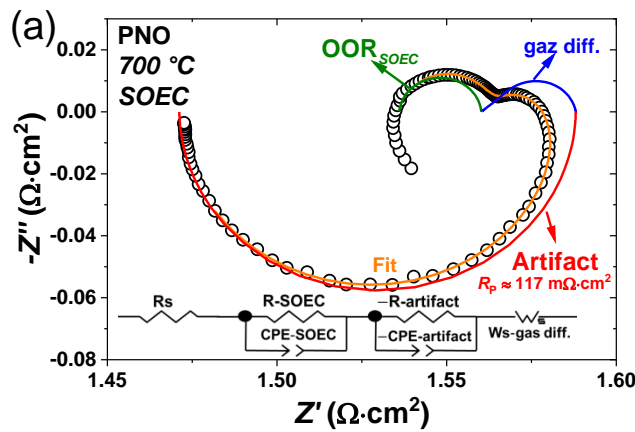 (a)
PNO
700 °C
SOEC
OOR_SOEC
gaz diff.
Fit
Artifact
R_P ≈ 117 mΩ·cm²
Rs
R-SOEC
CPE-SOEC
−R-artifact
−CPE-artifact
Ws-gas diff.
-Z'' (Ω·cm²)
0.02
0.00
-0.02
-0.04
-0.06
-0.08
1.45
1.50
1.55
1.60
Z' (Ω·cm²)